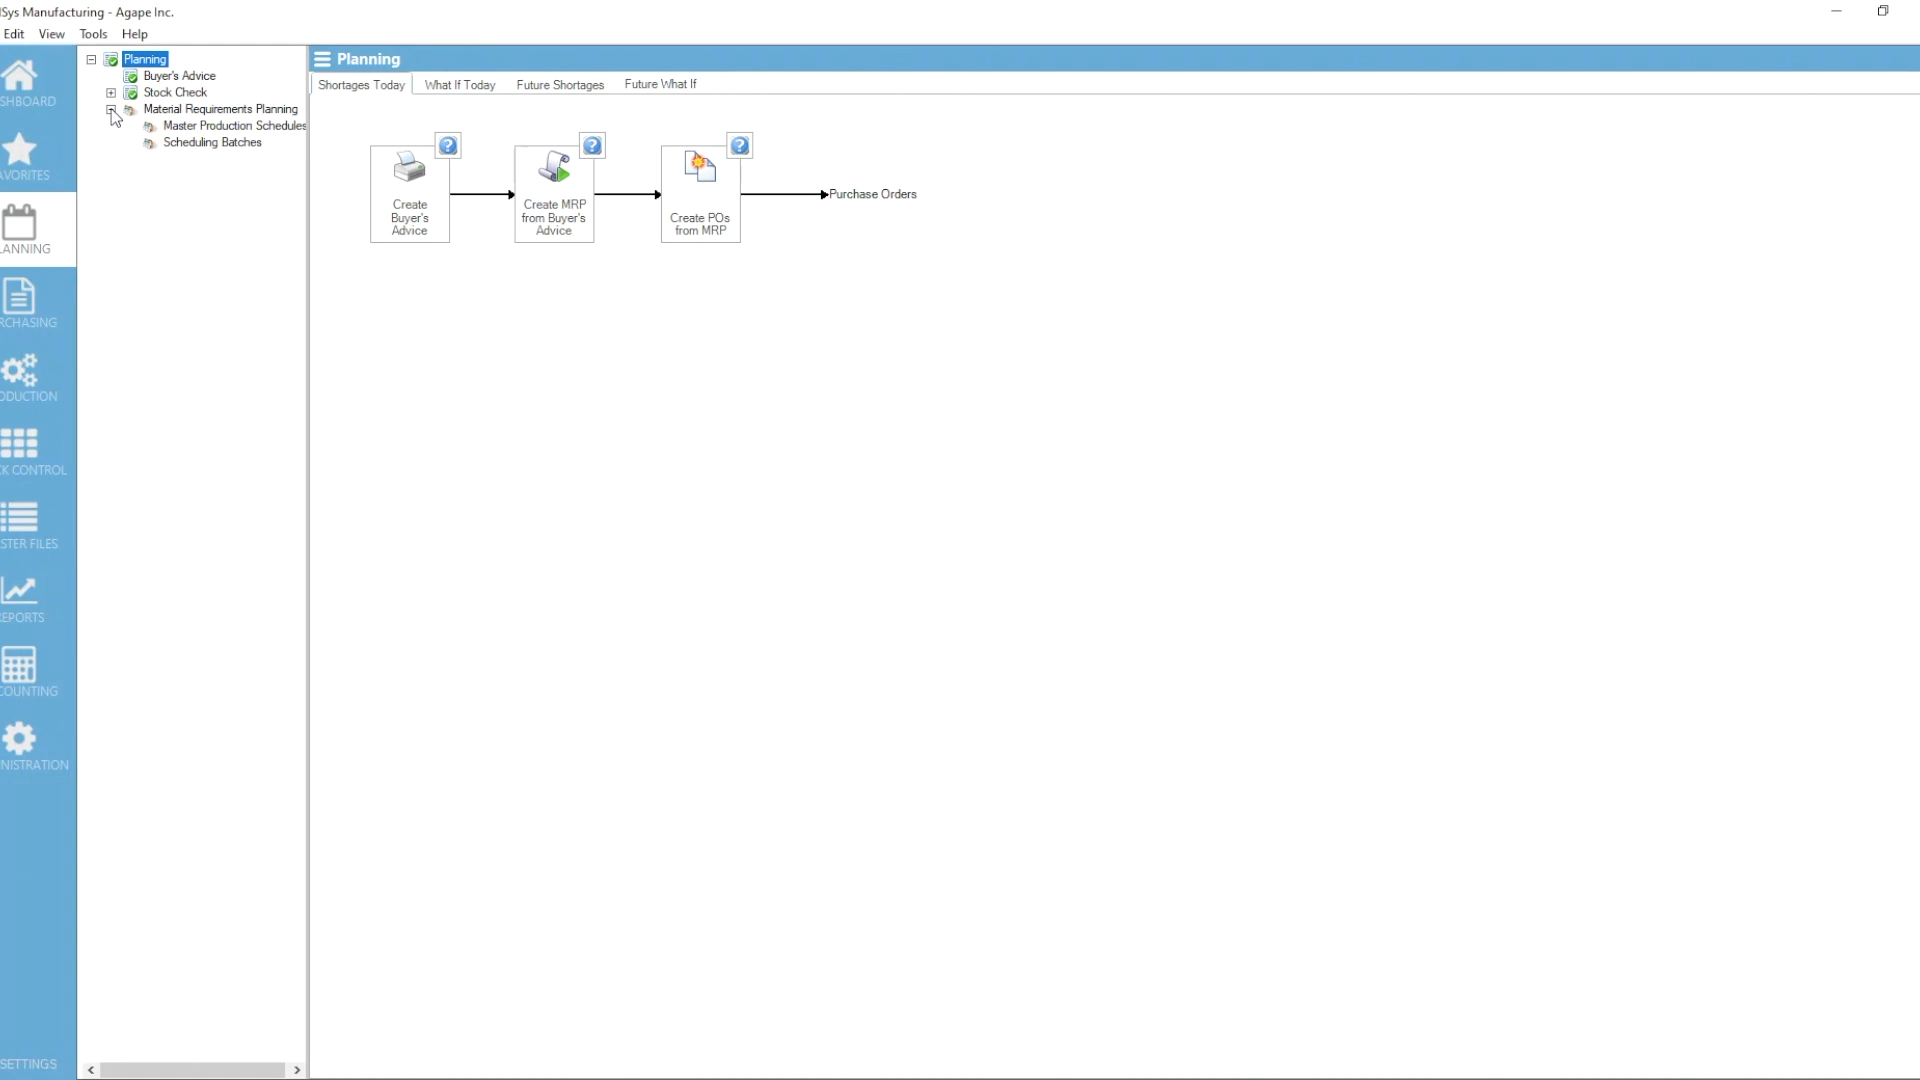 lSys Manufacturing - Agape Inc.
Edit View Tools Help
SHBOARD
AVORITES
LANNING
RCHASING
ODUCTION
K CONTROL
STER FILES
EPORTS
COUNTING
NISTRATION
SETTINGS
Planning
Buyer's Advice
Stock Check
Material Requirements Planning
Master Production Schedules
Scheduling Batches
Planning
Shortages Today What If Today Future Shortages Future What If
Create
Buyer's
Advice
Create MRP
from Buyer's
Advice
Create POs
from MRP
Purchase Orders